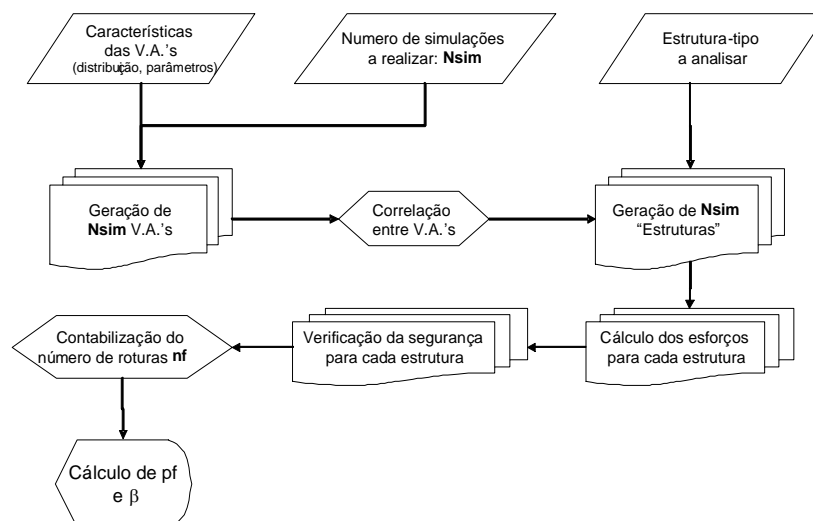 Características
das V.A.'s
(distribuição, parâmetros)
Numero de simulações
a realizar: Nsim
Estrutura-tipo
a analisar
Geração de
Nsim V.A.'s
Correlação
entre V.A.'s
Geração de Nsim
“Estruturas”
Contabilização do
número de roturas nf
Verificação da segurança
para cada estrutura
Cálculo dos esforços
para cada estrutura
Cálculo de pf
e β